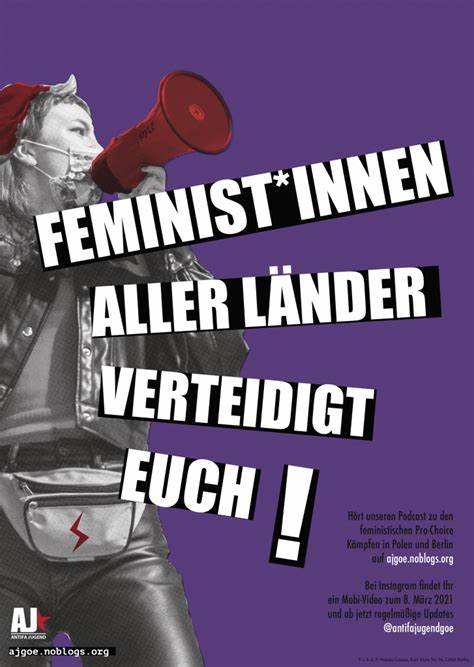 FEMINIST*INNEN
ALLER LÄNDER
VERTEIDIGT
EUCH!
Hört unseren Podcast zu den
feministischen Pro-Choice
Kämpfen in Polen und Berlin
auf ajgoe.noblogs.org
Bei Instagram findet Ihr
ein Mobi-Video zum 8. März 2021
und ab jetzt regelmäßige Updates
@antifajugendgoe
AJ
ANTIFA JUGEND
ajgoe.noblogs.org